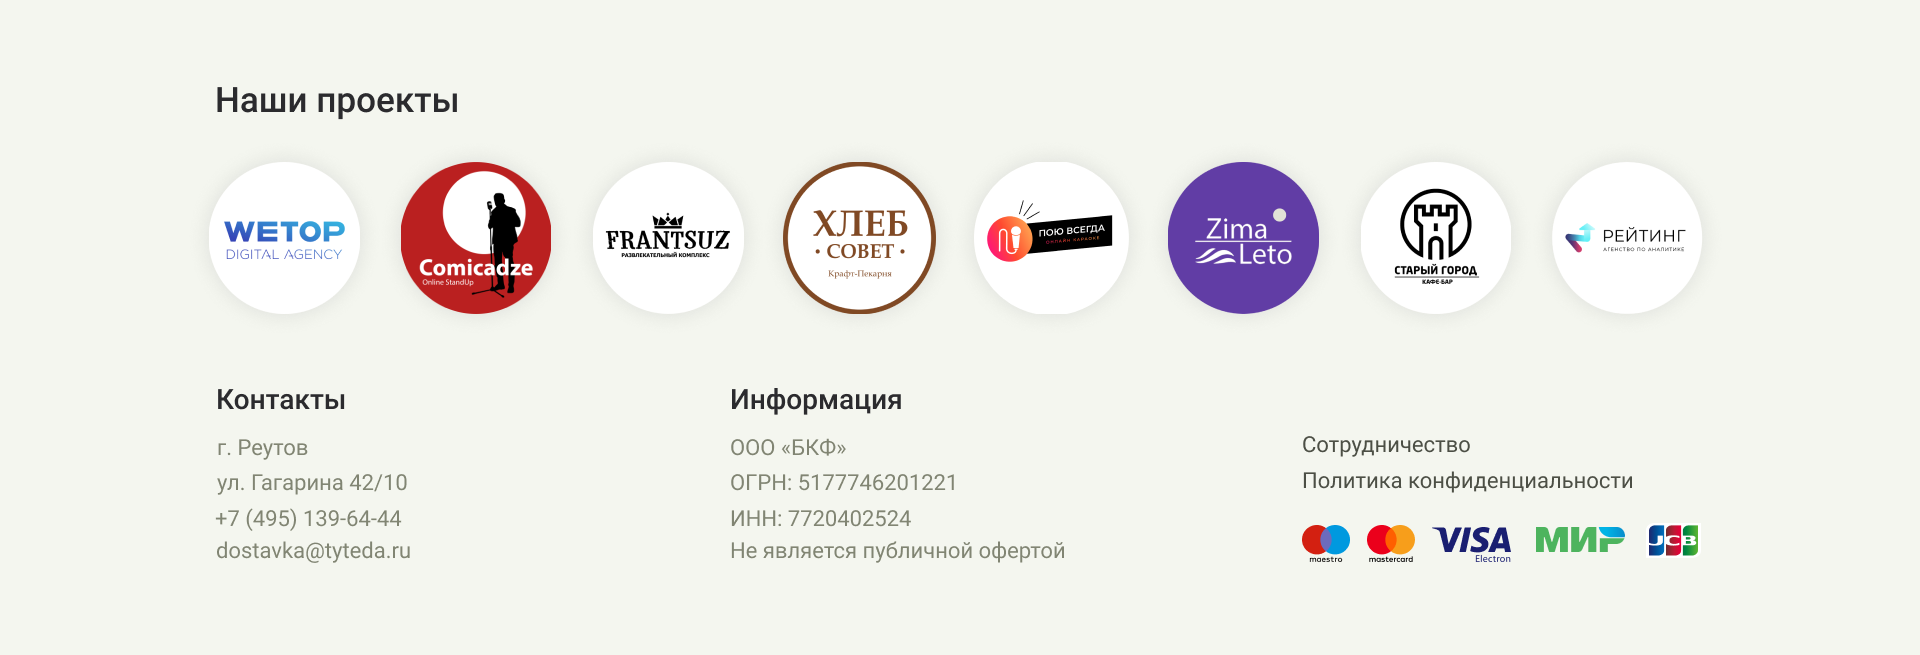 Наши проекты
WETOP
DIGITAL AGENCY
Comicadze
Online StandUp
FRANTSUZ
РАЗВЛЕКАТЕЛЬНЫЙ КОМПЛЕКС
ХЛЕБ
• СОВЕТ •
Крафт-Пекарня
ПОЮ ВСЕГДА
ОНЛАЙН КАРАОКЕ
Zima
Leto
СТАРЫЙ ГОРОД
КАФЕ-БАР
РЕЙТИНГ
АГЕНСТВО ПО АНАЛИТИКЕ
Контакты
г. Реутов
ул. Гагарина 42/10
+7 (495) 139-64-44
dostavka@tyteda.ru
Информация
ООО «БКФ»
ОГРН: 5177746201221
ИНН: 7720402524
Не является публичной офертой
Сотрудничество
Политика конфиденциальности
maestro
mastercard
VISA
Electron
МИР
JCB